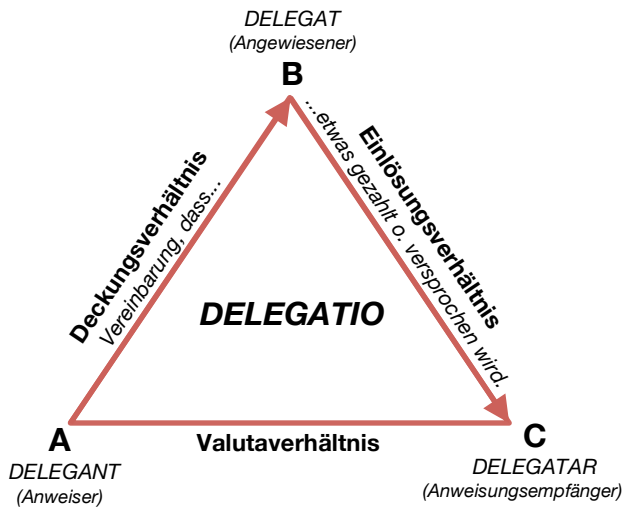 DELEGAT
(Angewiesener)
B
Deckungsverhältnis
Vereinbarung, dass...
Einlösungsverhältnis
...etwas gezahlt o. versprochen wird.
DELEGATIO
A
Valutaverhältnis
C
DELEGANT
(Anweiser)
DELEGATAR
(Anweisungsempfänger)